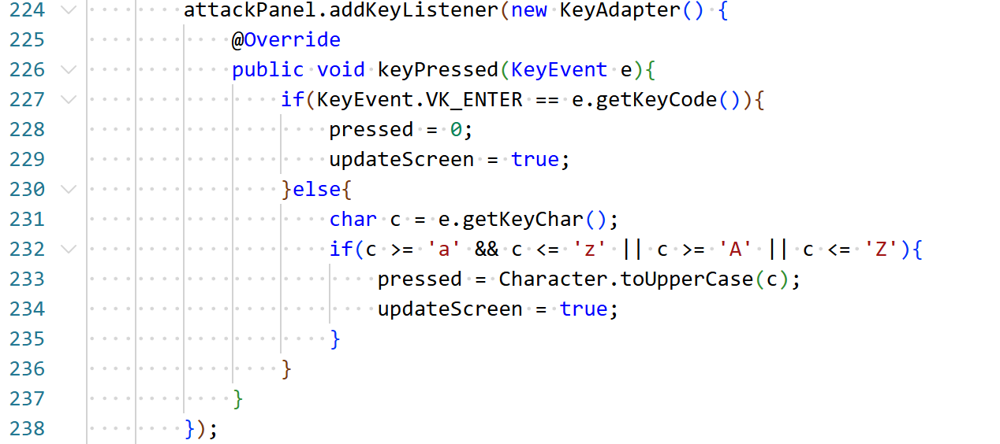 224 attackPanel.addKeyListener(new KeyAdapter() {
225 @Override
226 public void keyPressed(KeyEvent e){
227 if(KeyEvent.VK_ENTER == e.getKeyCode()){
228 pressed = 0;
229 updateScreen = true;
230 }else{
231 char c = e.getKeyChar();
232 if(c >= 'a' && c <= 'z' || c >= 'A' || c <= 'Z'){
233 pressed = Character.toUpperCase(c);
234 updateScreen = true;
235 }
236 }
237 }
238 });